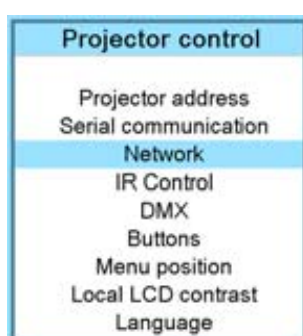 Projector control
Projector address
Serial communication
Network
IR Control
DMX
Buttons
Menu position
Local LCD contrast
Language